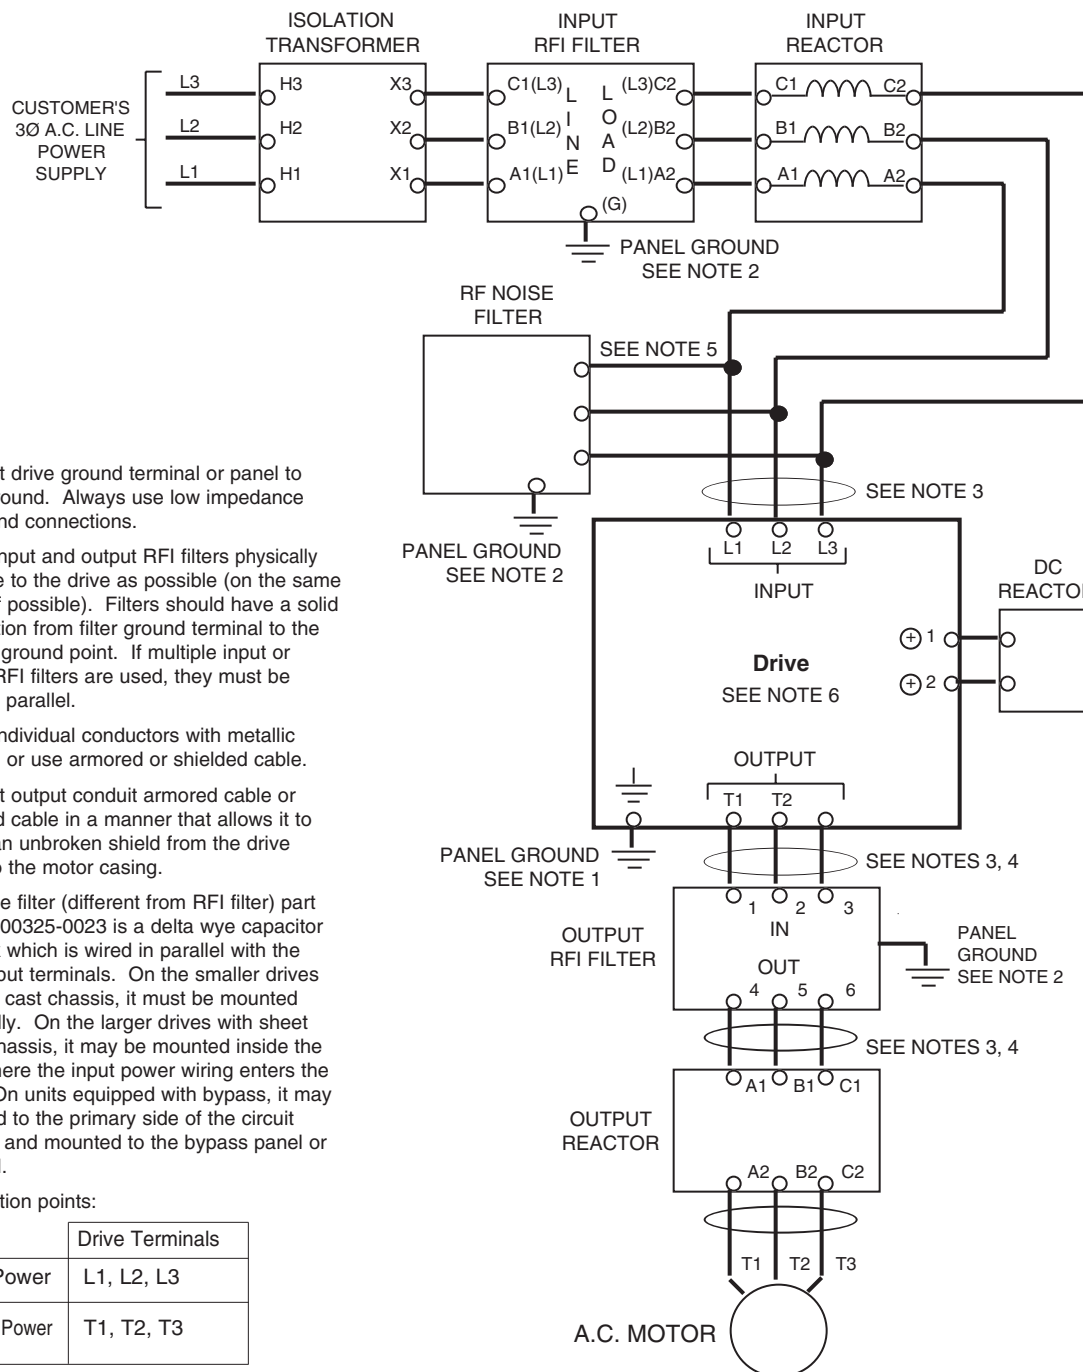 ISOLATION
TRANSFORMER
INPUT
RFI FILTER
INPUT
REACTOR
CUSTOMER'S
3Ø A.C. LINE
POWER
SUPPLY
L3
L2
L1
H3
H2
H1
X3
X2
X1
C1(L3)
B1(L2)
A1(L1)
LINE
LOAD
(L3)C2
(L2)B2
(L1)A2
(G)
C1 C2
B1 B2
A1 A2
PANEL GROUND
SEE NOTE 2
RF NOISE
FILTER
SEE NOTE 5
PANEL GROUND
SEE NOTE 2
SEE NOTE 3
L1 L2 L3
INPUT
Drive
SEE NOTE 6
+ 1
+ 2
DC
OUTPUT
T1 T2
PANEL GROUND
SEE NOTE 1
SEE NOTES 3, 4
1 2 3
IN
OUTPUT
RFI FILTER
OUT
4 5 6
PANEL
GROUND
SEE NOTE 2
SEE NOTES 3, 4
A1 B1 C1
OUTPUT
REACTOR
A2 B2 C2
T1 T2 T3
A.C. MOTOR
t drive ground terminal or panel to
ound. Always use low impedance
nd connections.
nput and output RFI filters physically
e to the drive as possible (on the same
f possible). Filters should have a solid
tion from filter ground terminal to the
ground point. If multiple input or
RFI filters are used, they must be
parallel.
ndividual conductors with metallic
or use armored or shielded cable.
t output conduit armored cable or
d cable in a manner that allows it to
an unbroken shield from the drive
o the motor casing.
e filter (different from RFI filter) part
00325-0023 is a delta wye capacitor
which is wired in parallel with the
put terminals. On the smaller drives
cast chassis, it must be mounted
lly. On the larger drives with sheet
hassis, it may be mounted inside the
here the input power wiring enters the
On units equipped with bypass, it may
d to the primary side of the circuit
and mounted to the bypass panel or
l.
tion points:
Drive Terminals
Power L1, L2, L3
Power T1, T2, T3